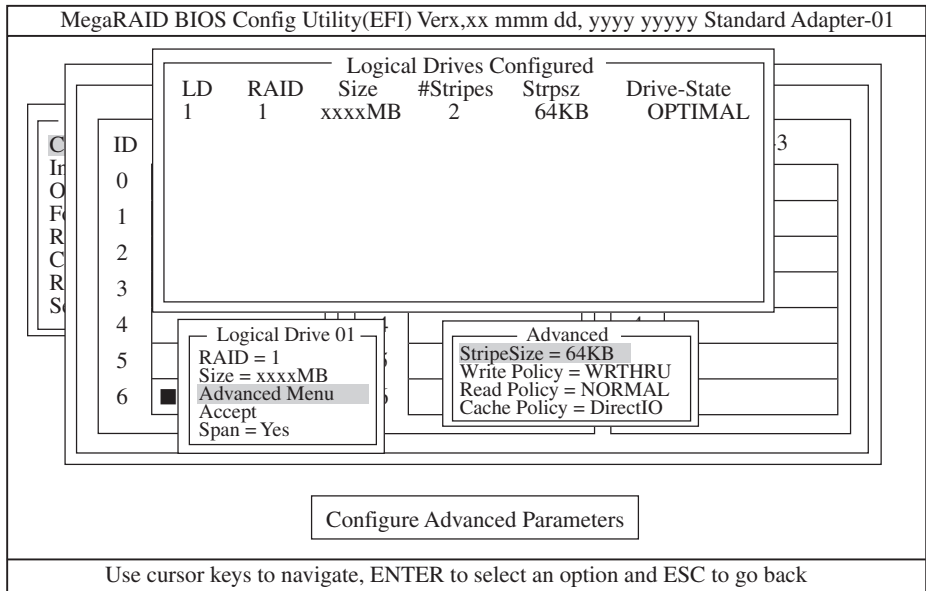 MegaRAID BIOS Config Utility(EFI) Verx,xx mmm dd, yyyy yyyyy Standard Adapter-01
Logical Drives Configured
LD RAID Size #Stripes Strpsz Drive-State
1 1 xxxxMB 2 64KB OPTIMAL
ID
0
1
2
3
4
5
6
Logical Drive 01
RAID = 1
Size = xxxxMB
Advanced Menu
Accept
Span = Yes
Advanced
StripeSize = 64KB
Write Policy = WRTHRU
Read Policy = NORMAL
Cache Policy = DirectIO
Configure Advanced Parameters
Use cursor keys to navigate, ENTER to select an option and ESC to go back